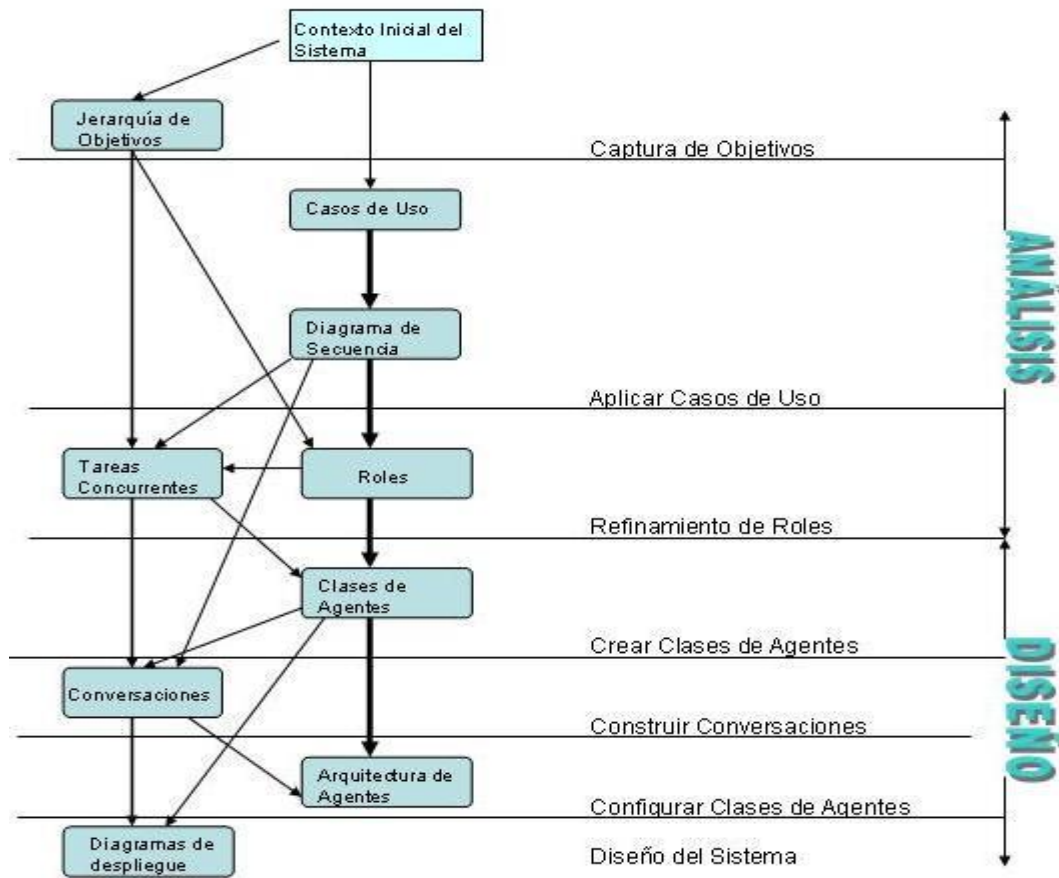 Contexto Inicial del
Sistema
Jerarquía de
Objetivos
Captura de Objetivos
Casos de Uso
Diagrama de
Secuencia
Aplicar Casos de Uso
Tareas
Concurrentes
Roles
Refinamiento de Roles
Clases de
Agentes
Crear Clases de Agentes
Conversaciones
Construir Conversaciones
Arquitectura de
Agentes
Configurar Clases de Agentes
Diagramas de
despliegue
Diseño del Sistema
ANÁLISIS
DISEÑO